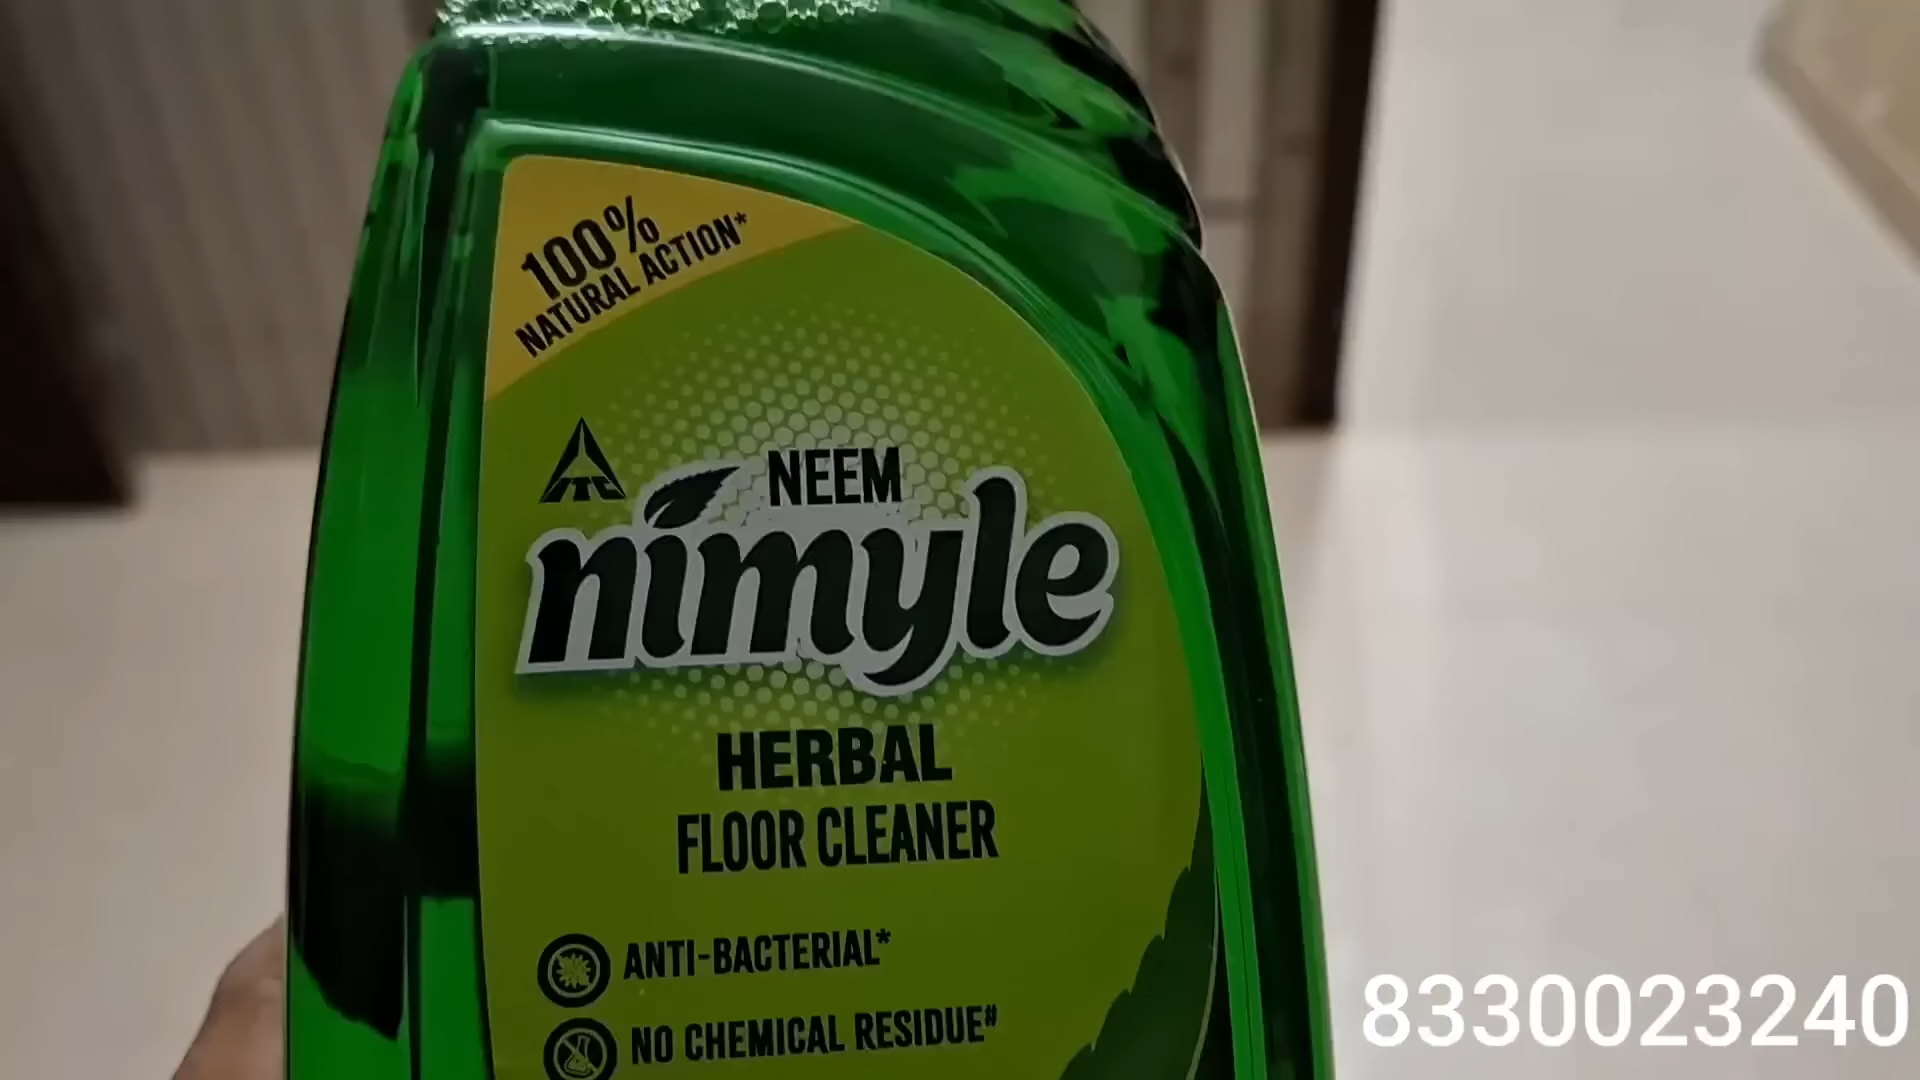 100%
NATURAL ACTION*
ITC
NEEM
nimyle
HERBAL
FLOOR CLEANER
ANTI-BACTERIAL*
NO CHEMICAL RESIDUE#
8330023240